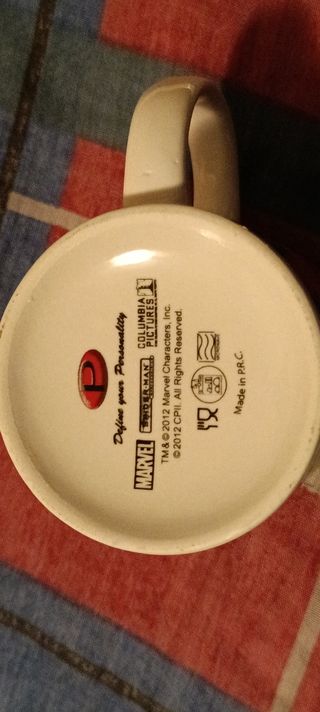 P
Define your Personality
MARVEL
SPIDER-MAN
COLUMBIA
PICTURES
TM & © 2012 Marvel Characters, Inc.
© 2012 CPII. All Rights Reserved.
Made in P.R.C.